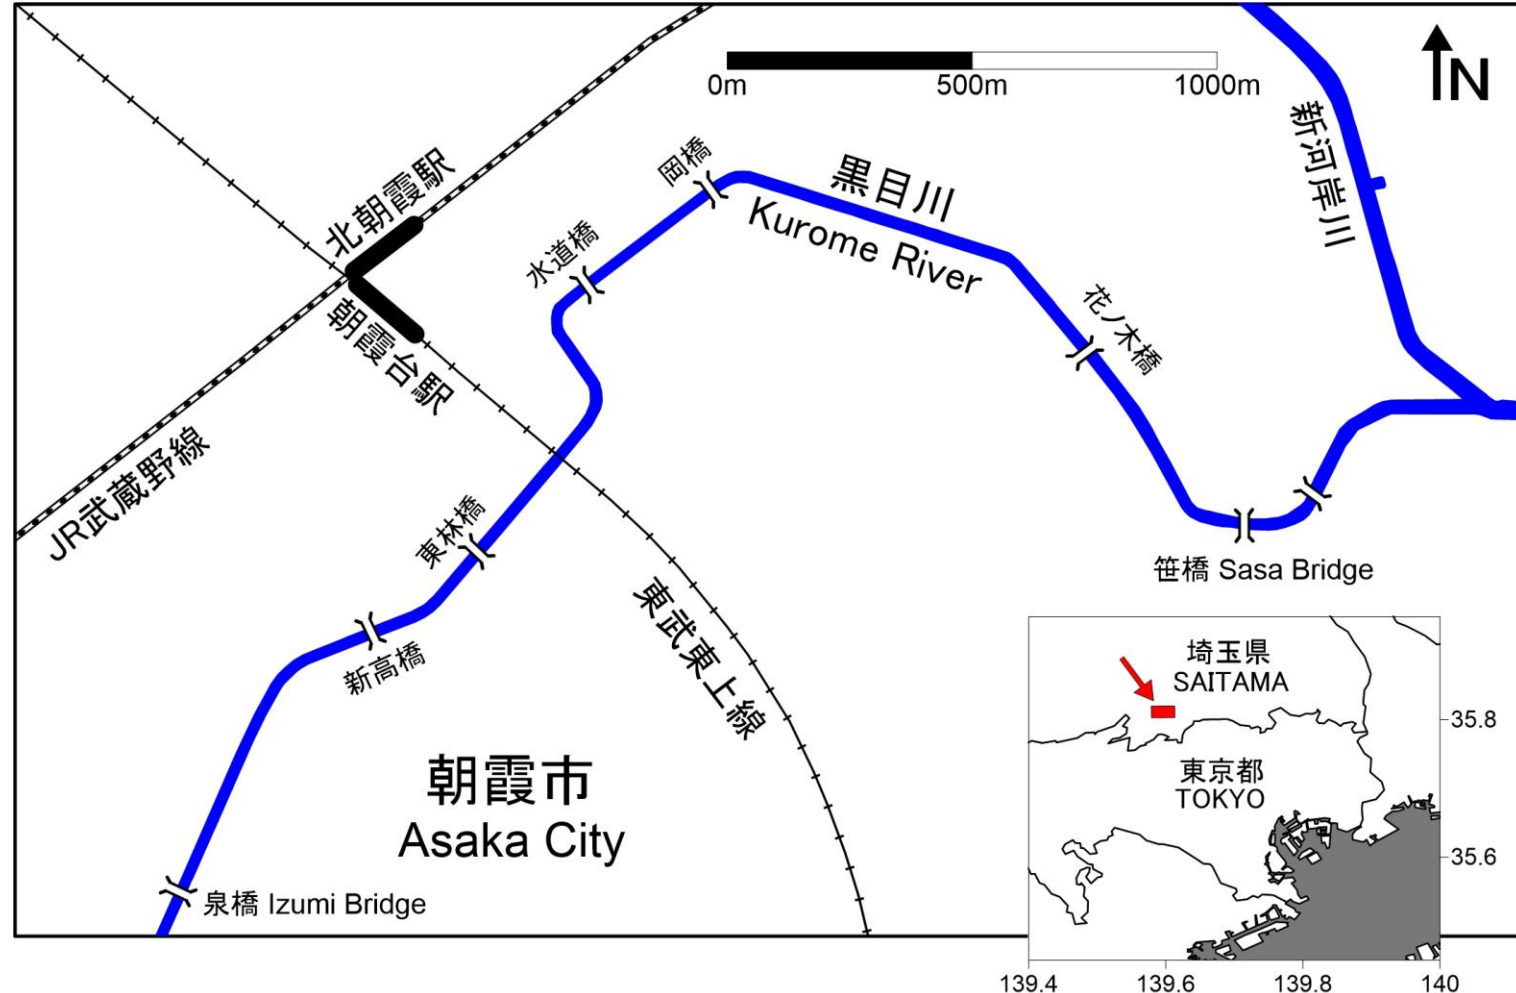 0m
500m
1000m
N
新河岸川
岡橋
黒目川
Kurome River
北朝霞駅
水道橋
花ノ木橋
朝霞台駅
JR武蔵野線
東林橋
笹橋 Sasa Bridge
新高橋
東武東上線
朝霞市
Asaka City
泉橋 Izumi Bridge
埼玉県
SAITAMA
東京都
TOKYO
35.8
35.6
139.4
139.6
139.8
140